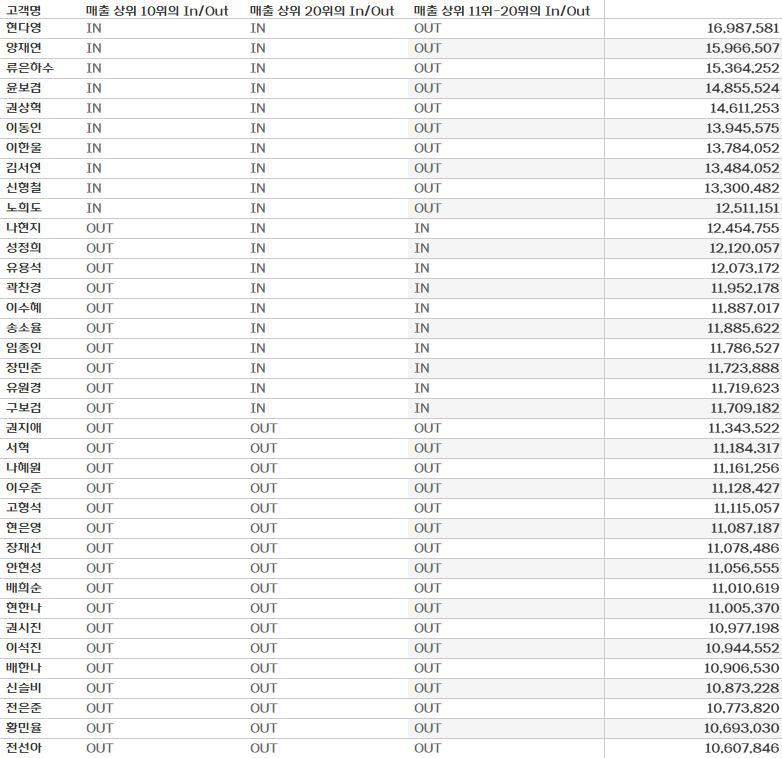 고객명 매출 상위 10위의 In/Out 매출 상위 20위의 In/Out 매출 상위 11위-20위의 In/Out
현다영 IN IN OUT 16,987,581
양재연 IN IN OUT 15,966,507
류은하수 IN IN OUT 15,364,252
윤보겸 IN IN OUT 14,855,524
권상혁 IN IN OUT 14,611,253
이동인 IN IN OUT 13,945,575
이한울 IN IN OUT 13,784,052
김서연 IN IN OUT 13,484,052
신형철 IN IN OUT 13,300,482
노희도 IN IN OUT 12,511,151
나현지 OUT IN IN 12,454,755
성정희 OUT IN IN 12,120,057
유용석 OUT IN IN 12,073,172
곽찬경 OUT IN IN 11,952,178
이수혜 OUT IN IN 11,887,017
송소율 OUT IN IN 11,885,622
임종인 OUT IN IN 11,786,527
장민준 OUT IN IN 11,723,888
유원경 OUT IN IN 11,719,623
구보검 OUT IN IN 11,709,182
권지애 OUT OUT OUT 11,343,522
서혁 OUT OUT OUT 11,184,317
나혜원 OUT OUT OUT 11,161,256
이우준 OUT OUT OUT 11,128,427
고형석 OUT OUT OUT 11,115,057
현은영 OUT OUT OUT 11,087,187
장재선 OUT OUT OUT 11,078,486
안현성 OUT OUT OUT 11,056,555
배희순 OUT OUT OUT 11,010,619
현한나 OUT OUT OUT 11,005,370
권시진 OUT OUT OUT 10,977,198
이석진 OUT OUT OUT 10,944,552
배한나 OUT OUT OUT 10,906,530
신슬비 OUT OUT OUT 10,873,228
전은준 OUT OUT OUT 10,773,820
황민율 OUT OUT OUT 10,693,030
전선아 OUT OUT OUT 10,607,846